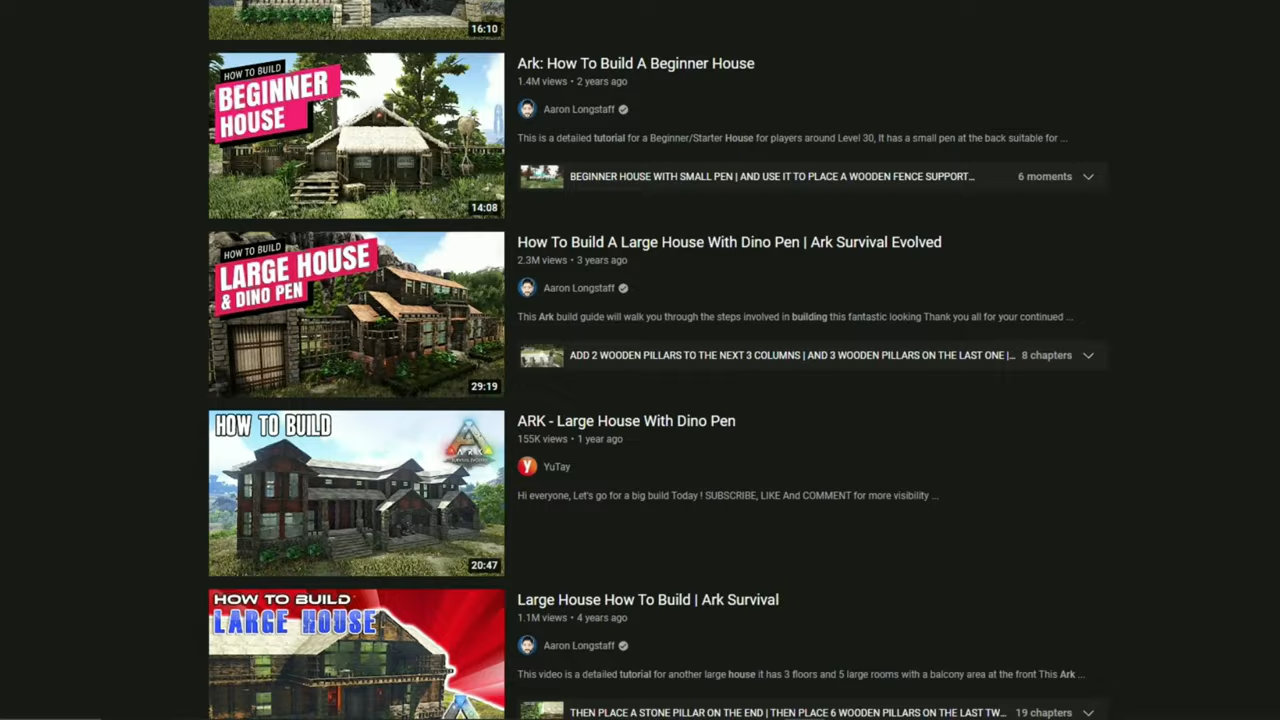 16:10
HOW TO BUILD
BEGINNER
HOUSE
14:08
Ark: How To Build A Beginner House
1.4M views • 2 years ago
Aaron Longstaff
This is a detailed tutorial for a Beginner/Starter House for players around Level 30, It has a small pen at the back suitable for ...
BEGINNER HOUSE WITH SMALL PEN | AND USE IT TO PLACE A WOODEN FENCE SUPPORT...
6 moments
HOW TO BUILD
LARGE HOUSE
& DINO PEN
29:19
How To Build A Large House With Dino Pen | Ark Survival Evolved
2.3M views • 3 years ago
Aaron Longstaff
This Ark build guide will walk you through the steps involved in building this fantastic looking Thank you all for your continued ...
ADD 2 WOODEN PILLARS TO THE NEXT 3 COLUMNS | AND 3 WOODEN PILLARS ON THE LAST ONE |...
8 chapters
HOW TO BUILD
ARK
20:47
ARK - Large House With Dino Pen
155K views • 1 year ago
Y
YuTay
Hi everyone, Let's go for a big build Today ! SUBSCRIBE, LIKE And COMMENT for more visibility ...
HOW TO BUILD
LARGE HOUSE
Large House How To Build | Ark Survival
1.1M views • 4 years ago
Aaron Longstaff
This video is a detailed tutorial for another large house it has 3 floors and 5 large rooms with a balcony area at the front This Ark ...
THEN PLACE A STONE PILLAR ON THE END | THEN PLACE 6 WOODEN PILLARS ON THE LAST TW...
19 chapters